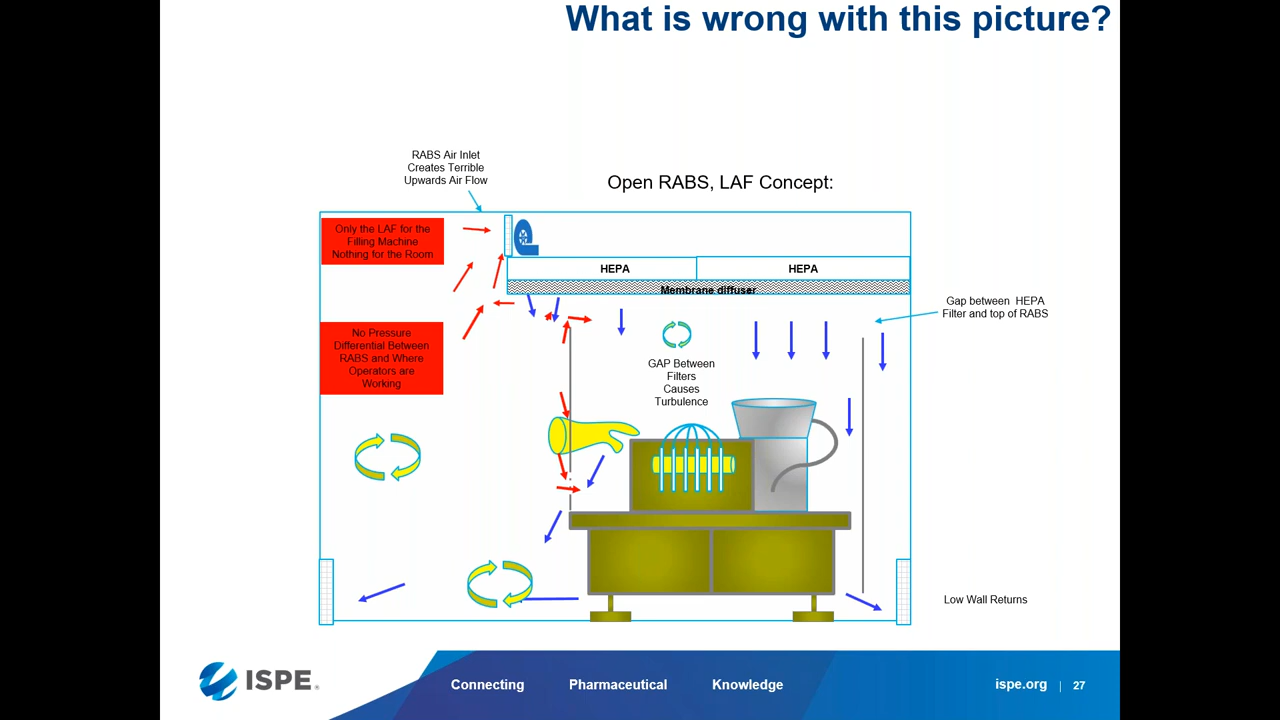 What is wrong with this picture?
RABS Air Inlet
Creates Terrible
Upwards Air Flow
Open RABS, LAF Concept:
Only the LAF for the
Filling Machine
Nothing for the Room
HEPA
HEPA
Membrane diffuser
Gap between HEPA
Filter and top of RABS
No Pressure
Differential Between
RABS and Where
Operators are
Working
GAP Between
Filters
Causes
Turbulence
Low Wall Returns
ISPE®
Connecting Pharmaceutical Knowledge
ispe.org | 27